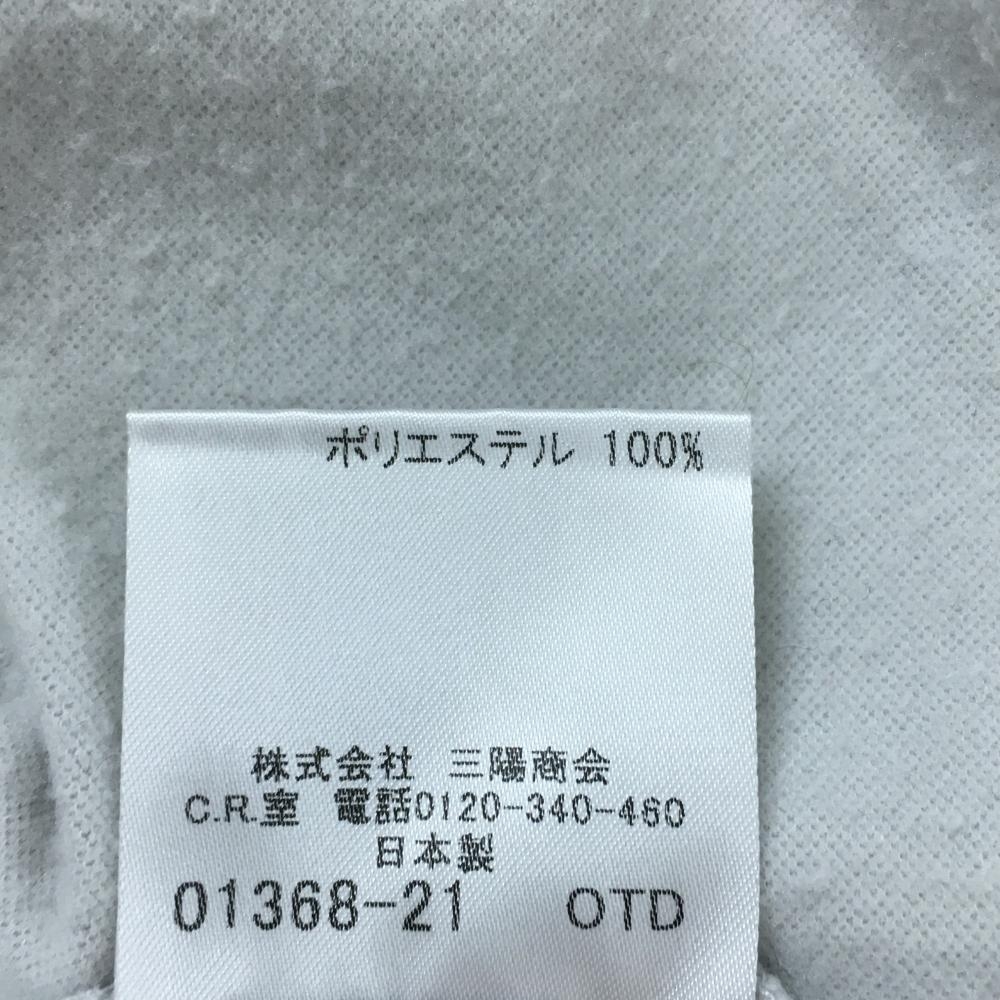 ポリエステル 100%
株式会社 三陽商会
C.R.室 電話0120-340-460
日本製
01368-21 OTD